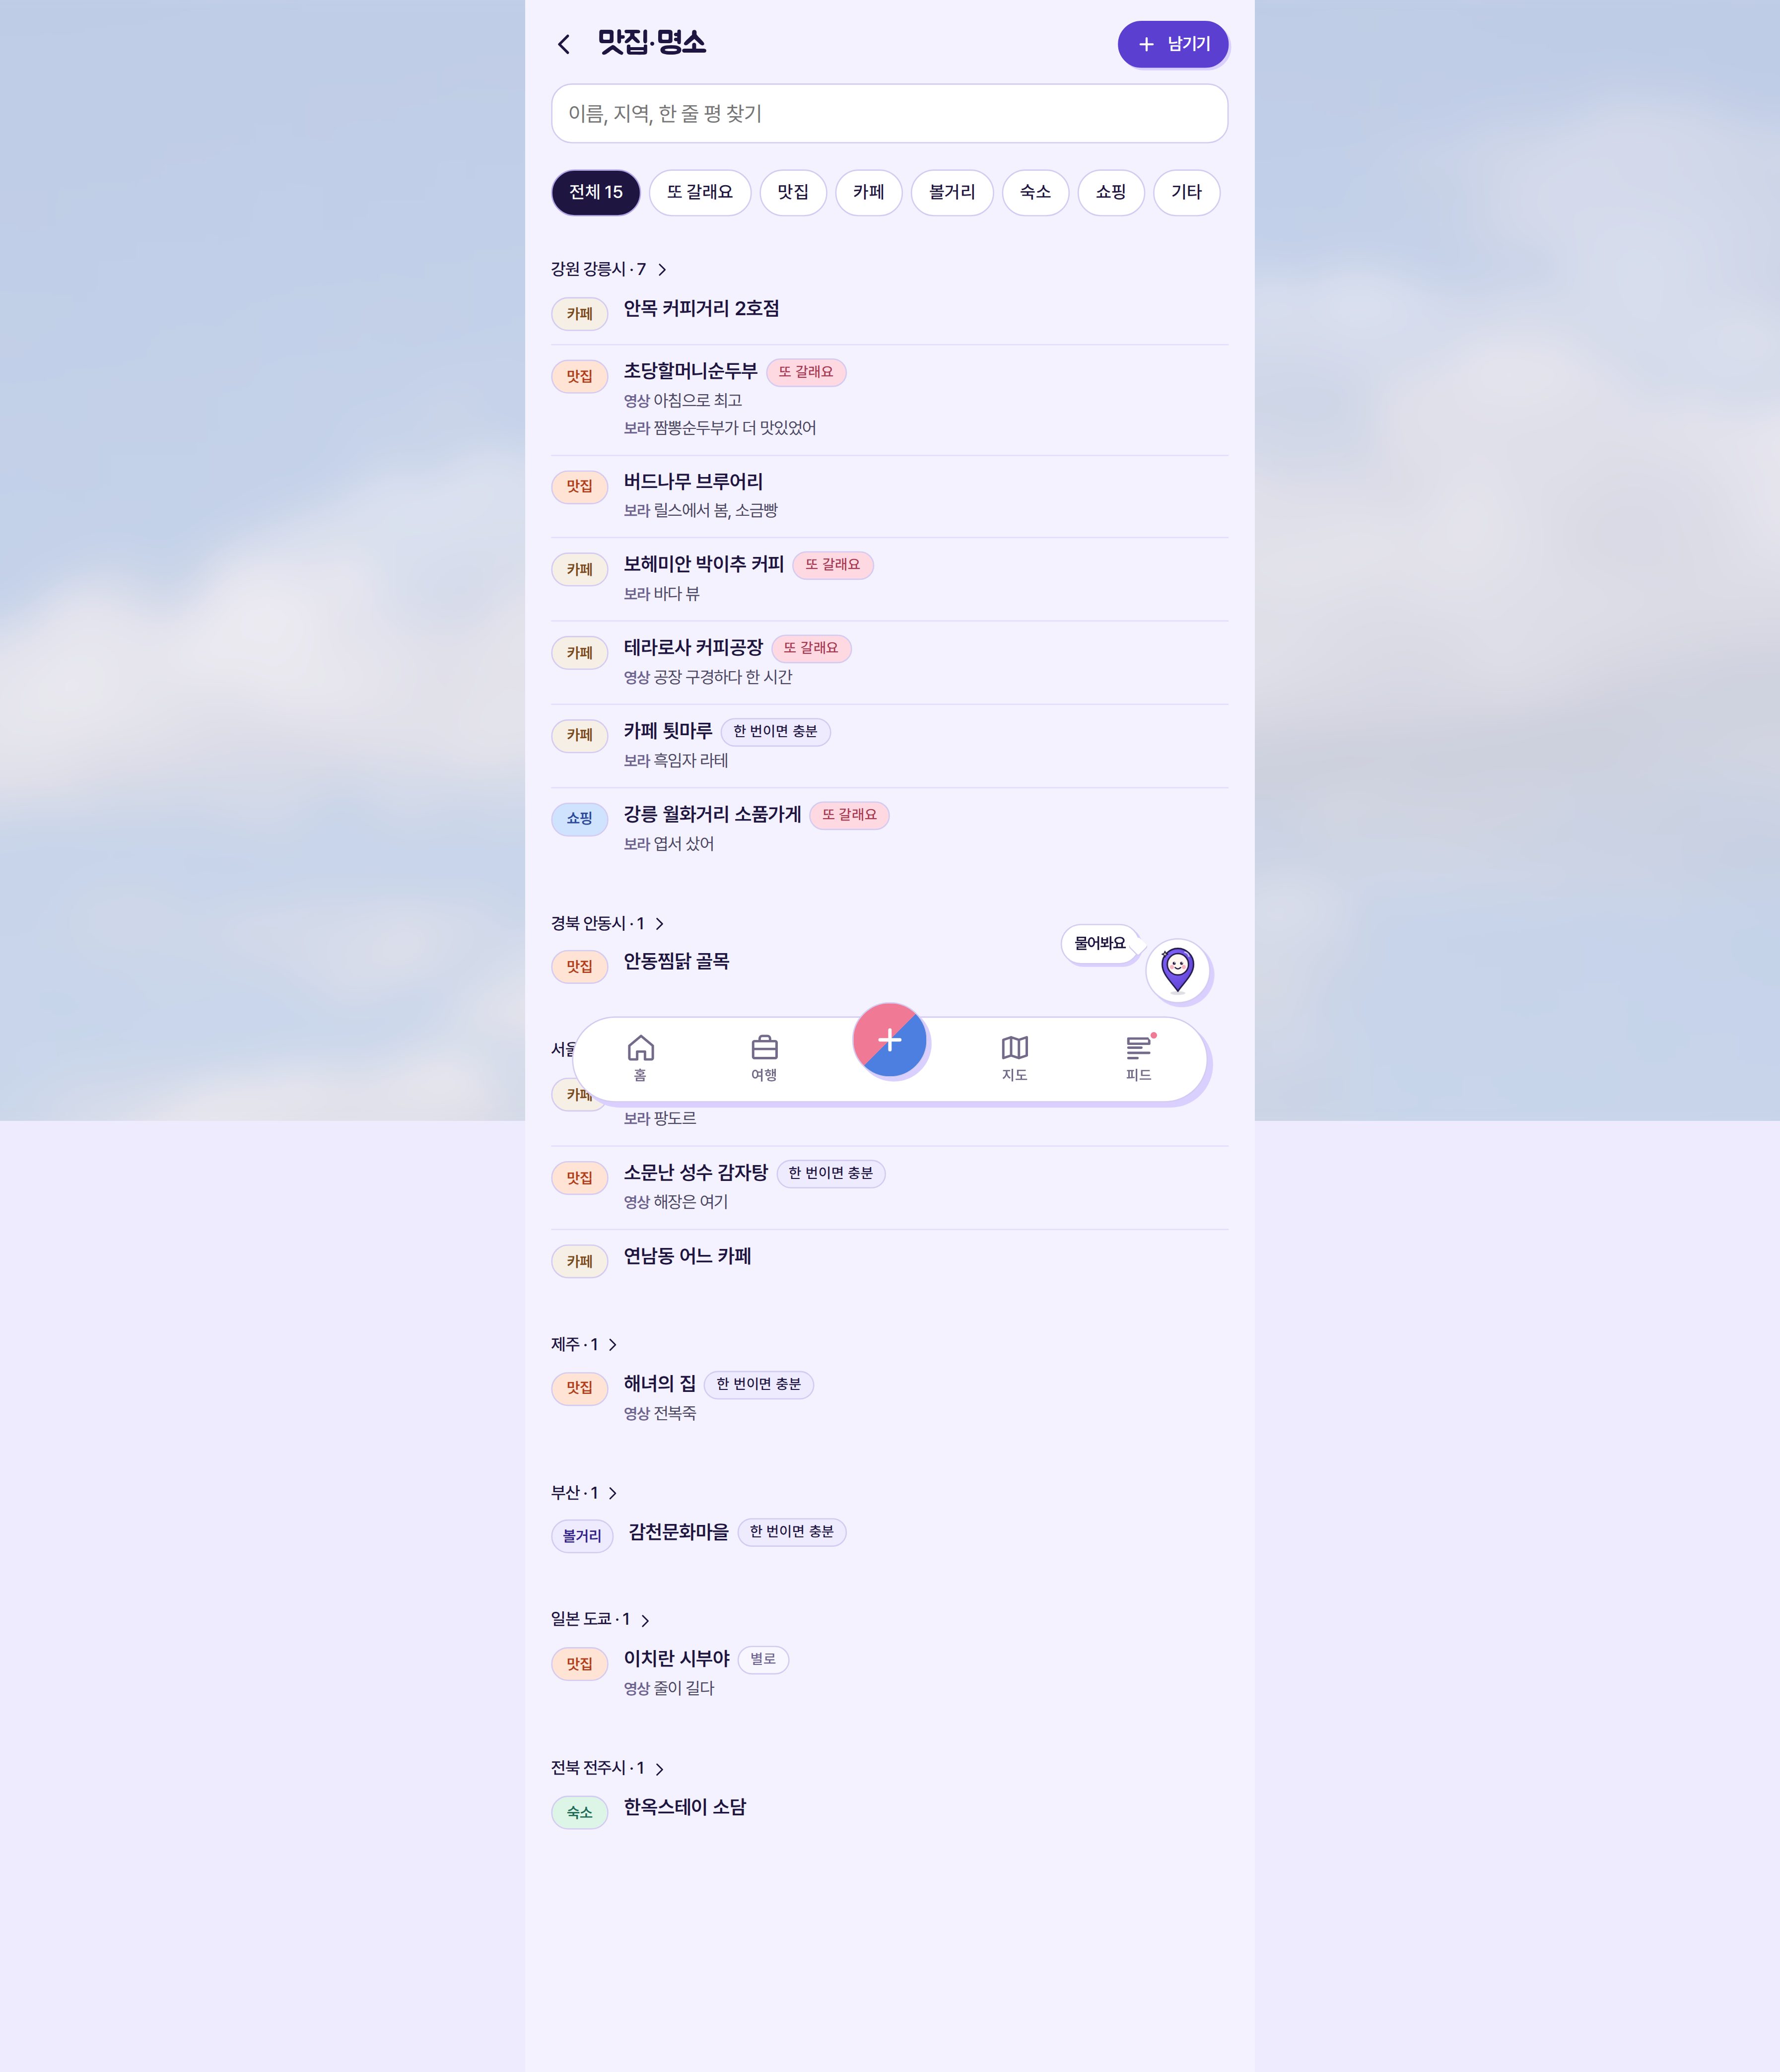 맛집·명소
남기기
이름, 지역, 한 줄 평 찾기
전체 15 또 갈래요 맛집 카페 볼거리 숙소 쇼핑 기타
강원 강릉시 · 7
카페 안목 커피거리 2호점
맛집 초당할머니순두부 또 갈래요
영상 아침으로 최고
보라 짬뽕순두부가 더 맛있었어
맛집 버드나무 브루어리
보라 릴스에서 봄, 소금빵
카페 보헤미안 박이추 커피 또 갈래요
보라 바다 뷰
카페 테라로사 커피공장 또 갈래요
영상 공장 구경하다 한 시간
카페 카페 툇마루 한 번이면 충분
보라 흑임자 라테
쇼핑 강릉 월화거리 소품가게 또 갈래요
보라 엽서 샀어
경북 안동시 · 1
물어봐요
맛집 안동찜닭 골목
서울
홈 여행 지도 피드
카페
보라 팡도르
맛집 소문난 성수 감자탕 한 번이면 충분
영상 해장은 여기
카페 연남동 어느 카페
제주 · 1
맛집 해녀의 집 한 번이면 충분
영상 전복죽
부산 · 1
볼거리 감천문화마을 한 번이면 충분
일본 도쿄 · 1
맛집 이치란 시부야 별로
영상 줄이 길다
전북 전주시 · 1
숙소 한옥스테이 소담